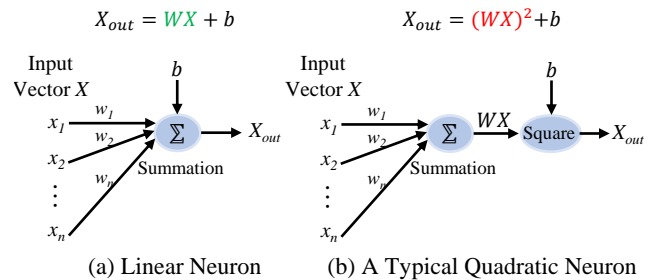 X_out = WX + b
Input
Vector X
b
w_1
x_1
w_2
x_2
w_n
⋮
x_n
Σ
Summation
X_out
(a) Linear Neuron
X_out = (WX)^2+b
Input
Vector X
b
w_1
x_1
w_2
x_2
w_n
⋮
x_n
Σ
Summation
WX
Square
X_out
(b) A Typical Quadratic Neuron